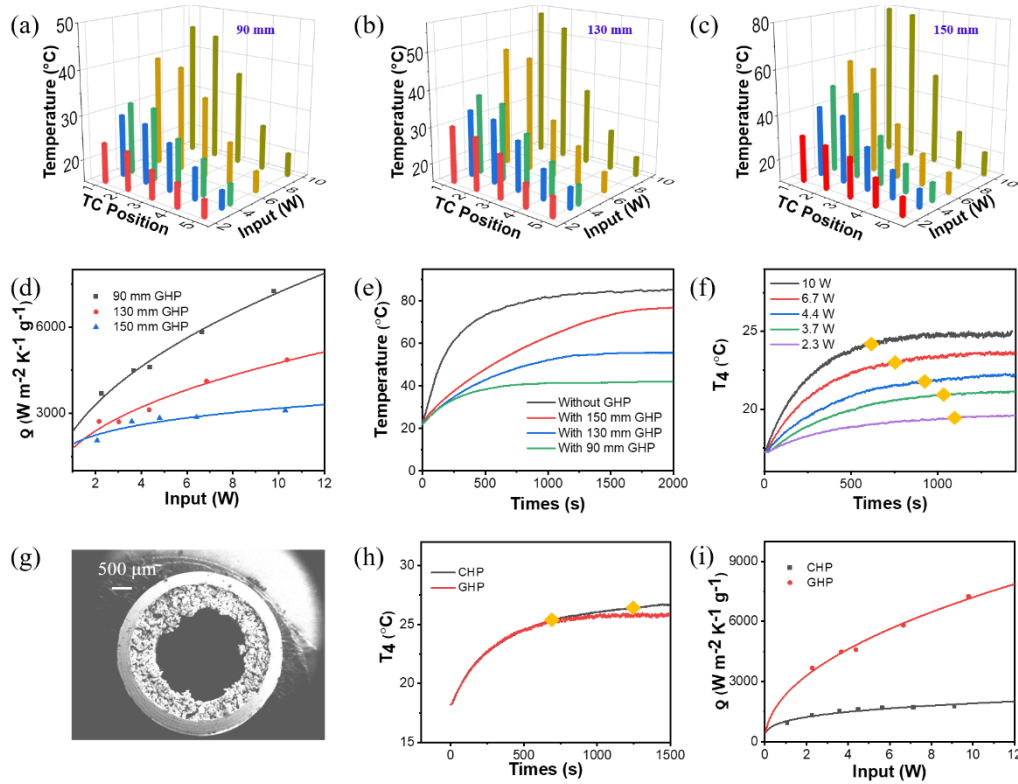 (a)
90 mm
Temperature (°C)
50
40
30
20
1
2
3
4
5
TC Position
2
4
6
8
10
Input (W)
(b)
130 mm
Temperature (°C)
50
40
30
20
1
2
3
4
5
TC Position
2
4
6
8
10
Input (W)
(c)
150 mm
Temperature (°C)
80
60
40
20
1
2
3
4
5
TC Position
2
4
6
8
10
Input (W)
(d)
90 mm GHP
130 mm GHP
150 mm GHP
6000
3000
ϱ (W m-2 K-1 g-1)
2 4 6 8 10 12
Input (W)
(e)
Temperature (°C)
80
60
40
20
0
Without GHP
With 150 mm GHP
With 130 mm GHP
With 90 mm GHP
0 500 1000 1500 2000
Times (s)
(f)
10 W
6.7 W
4.4 W
3.7 W
2.3 W
25
20
T4 (°C)
0 500 1000
Times (s)
(g)
500 μm
(h)
CHP
GHP
30
25
20
15
T4 (°C)
0 500 1000 1500
Times (s)
(i)
CHP
GHP
9000
6000
3000
0
ϱ (W m-2 K-1 g-1)
0 2 4 6 8 10 12
Input (W)